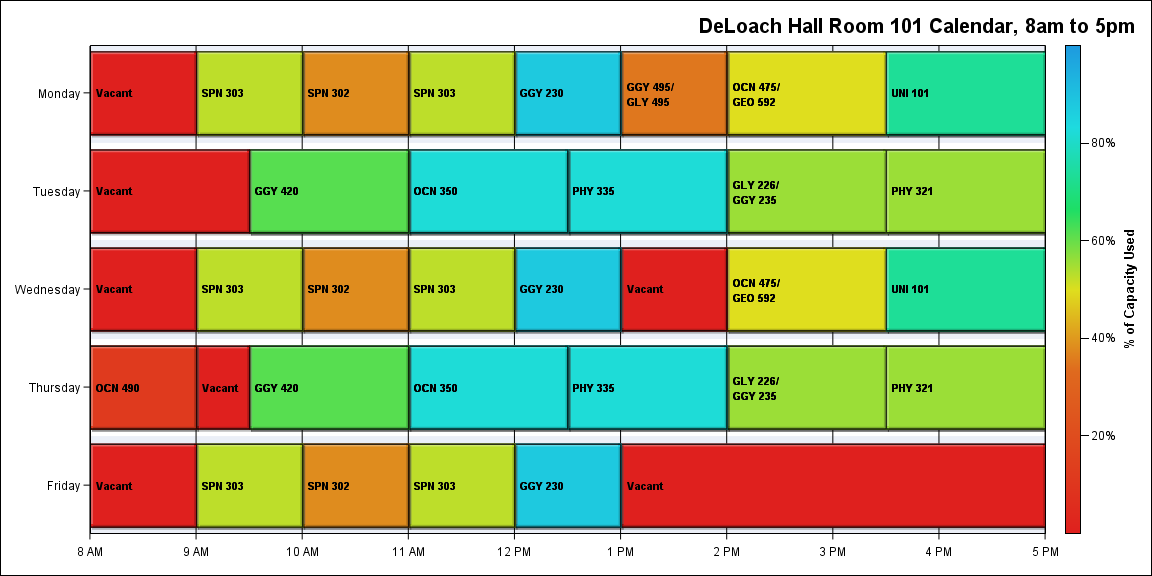 DeLoach Hall Room 101 Calendar, 8am to 5pm
Monday
Vacant
SPN 303
SPN 302
SPN 303
GGY 230
GGY 495/
GLY 495
OCN 475/
GEO 592
UNI 101
Tuesday
Vacant
GGY 420
OCN 350
PHY 335
GLY 226/
GGY 235
PHY 321
Wednesday
Vacant
SPN 303
SPN 302
SPN 303
GGY 230
Vacant
OCN 475/
GEO 592
UNI 101
Thursday
OCN 490
Vacant
GGY 420
OCN 350
PHY 335
GLY 226/
GGY 235
PHY 321
Friday
Vacant
SPN 303
SPN 302
SPN 303
GGY 230
Vacant
8 AM
9 AM
10 AM
11 AM
12 PM
1 PM
2 PM
3 PM
4 PM
5 PM
80%
60%
40%
20%
% of Capacity Used